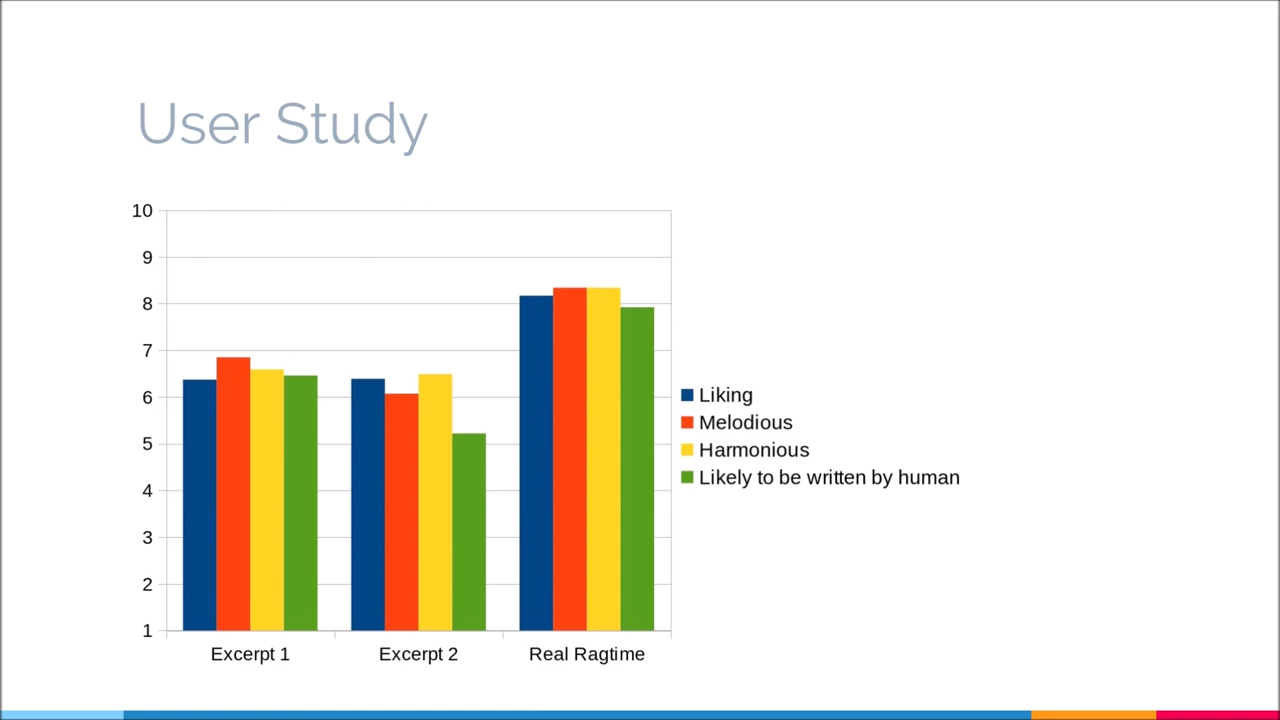 User Study
10
9
8
7
6
5
4
3
2
1
Excerpt 1
Excerpt 2
Real Ragtime
Liking
Melodious
Harmonious
Likely to be written by human